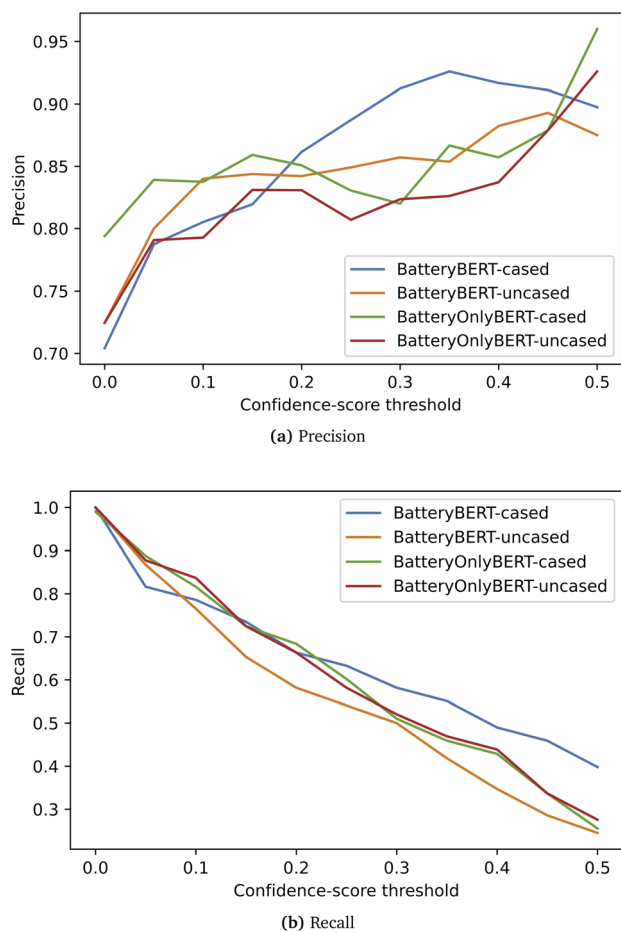 0.95
0.90
0.85
0.80
0.75
0.70
Precision
BatteryBERT-cased
BatteryBERT-uncased
BatteryOnlyBERT-cased
BatteryOnlyBERT-uncased
0.0 0.1 0.2 0.3 0.4 0.5
Confidence-score threshold
(a) Precision
1.0
0.9
0.8
0.7
0.6
0.5
0.4
0.3
Recall
BatteryBERT-cased
BatteryBERT-uncased
BatteryOnlyBERT-cased
BatteryOnlyBERT-uncased
0.0 0.1 0.2 0.3 0.4 0.5
Confidence-score threshold
(b) Recall